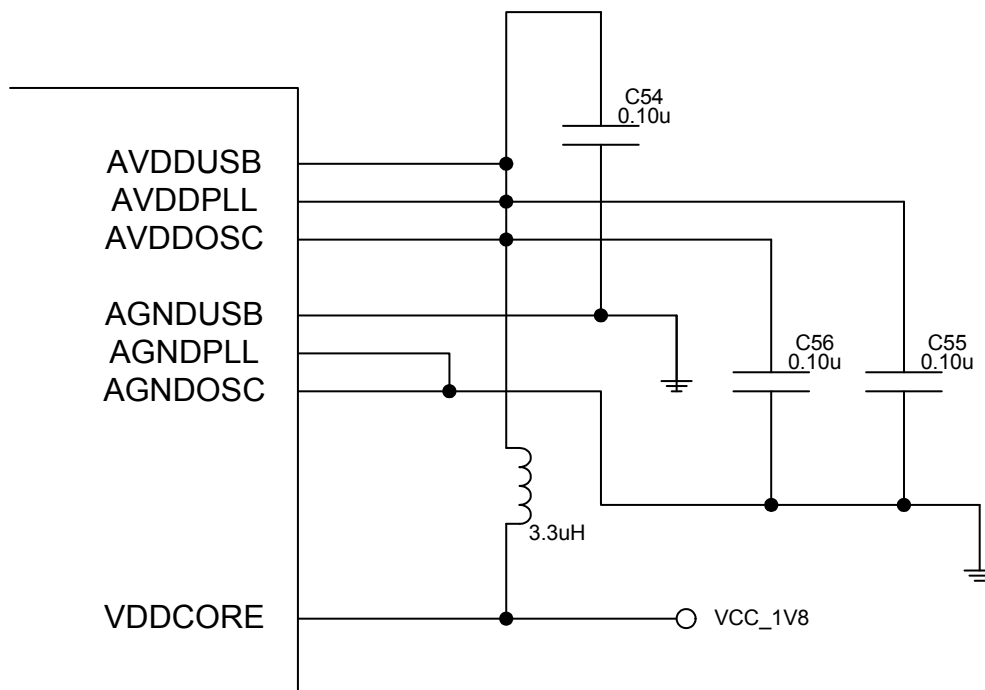 C54
0.10u
AVDDUSB
AVDDPLL
AVDDOSC
AGNDUSB
AGNDPLL
AGNDOSC
C56
0.10u
C55
0.10u
3.3uH
VDDCORE
VCC_1V8